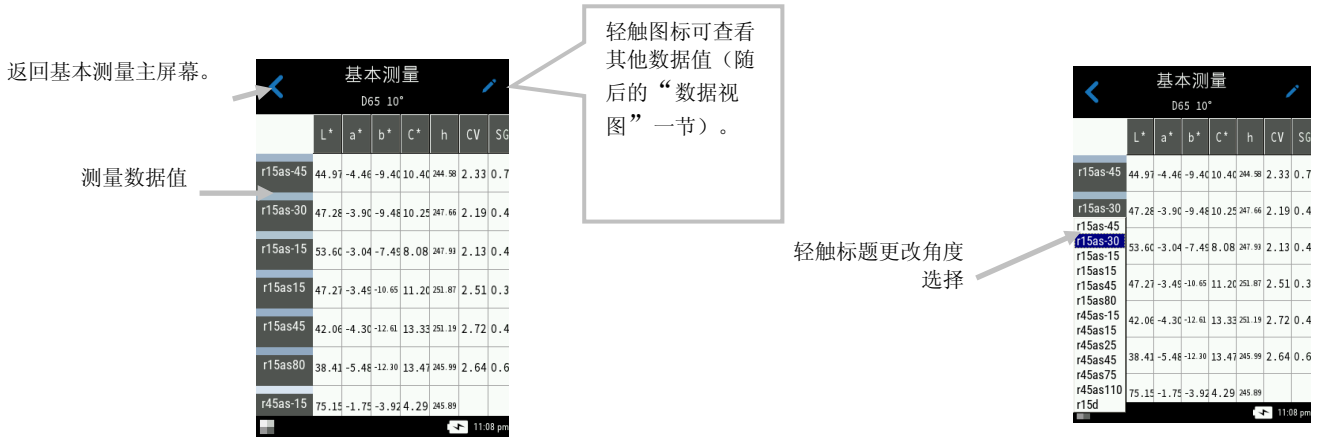 返回基本测量主屏幕。
测量数据值
轻触图标可查看
其他数据值（随
后的“数据视
图”一节）。
基本测量
D65 10°
L* a* b* C* h CV SG
r15as-45 44.97 -4.46 -9.40 10.40 244.58 2.33 0.7
r15as-30 47.28 -3.90 -9.48 10.25 247.66 2.19 0.4
r15as-15 53.60 -3.04 -7.49 8.08 247.93 2.13 0.4
r15as15 47.27 -3.49 -10.65 11.20 251.87 2.51 0.3
r15as45 42.06 -4.30 -12.61 13.33 251.19 2.72 0.4
r15as80 38.41 -5.48 -12.30 13.47 245.99 2.64 0.6
r45as-15 75.15 -1.75 -3.92 4.29 245.89
11:08 pm
轻触标题更改角度
选择
基本测量
D65 10°
L* a* b* C* h CV SG
r15as-45 44.97 -4.46 -9.40 10.40 244.58 2.33 0.7
r15as-30 47.28 -3.90 -9.48 10.25 247.66 2.19 0.4
r15as-45
r15as-30
r15as-15
r15as15
r15as45
r15as80
r45as-15
r45as15
r45as25
r45as45
r45as75
r45as110
r15d
53.60 -3.04 -7.49 8.08 247.93 2.13 0.4
47.27 -3.49 -10.65 11.20 251.87 2.51 0.3
42.06 -4.30 -12.61 13.33 251.19 2.72 0.4
38.41 -5.48 -12.30 13.47 245.99 2.64 0.6
75.15 -1.75 -3.92 4.29 245.89
11:08 pm